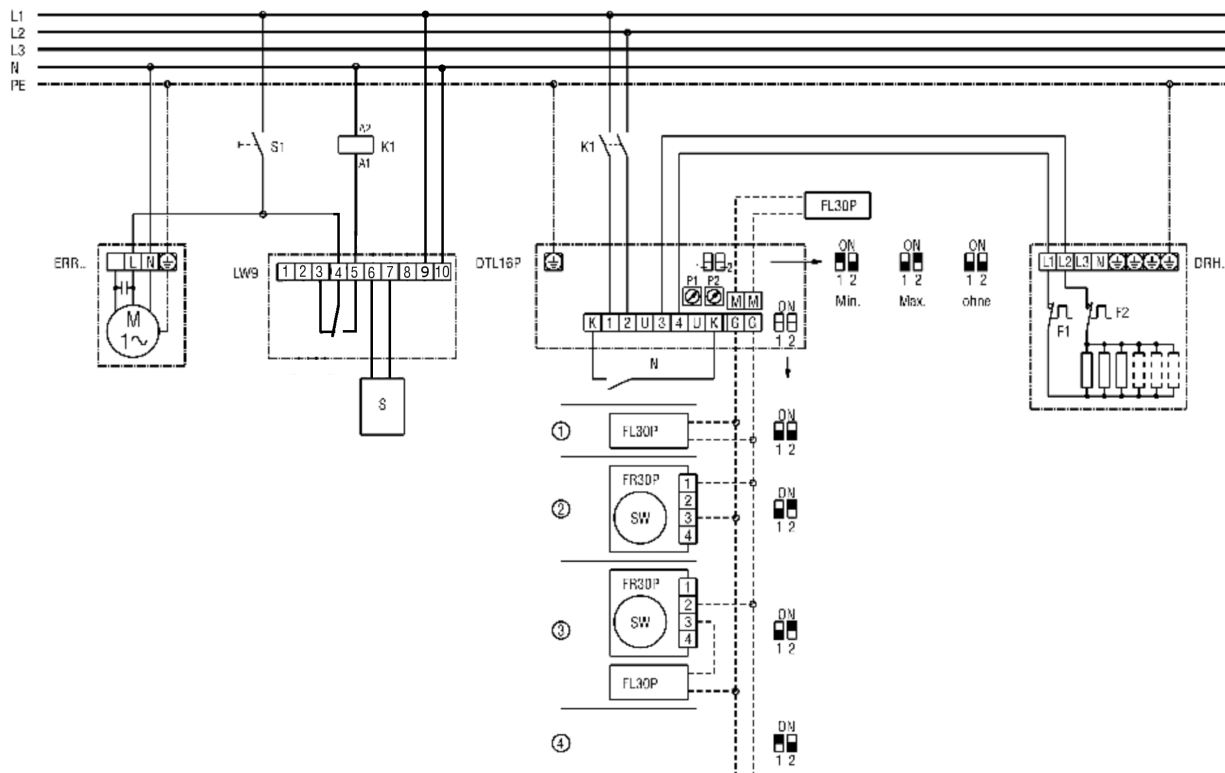 L1
L2
L3
N
PE
A2
S1
K1
A1
K1
FL30P
ERR..
L N
M
1~
LW9
1 2 3 4 5 6 7 8 9 10
S
DTL16P
2
P1 P2
M M
K 1 2 U 3 4 U K G G
N
ON
1 2
ON
1 2
Min.
ON
1 2
Max.
ON
1 2
ohne
L1 L2 L3 N
DRH..
F1
F2
1
FL30P
ON
1 2
2
FR30P
SW
1
2
3
4
ON
1 2
3
FR30P
SW
1
2
3
4
FL30P
ON
1 2
4
ON
1 2